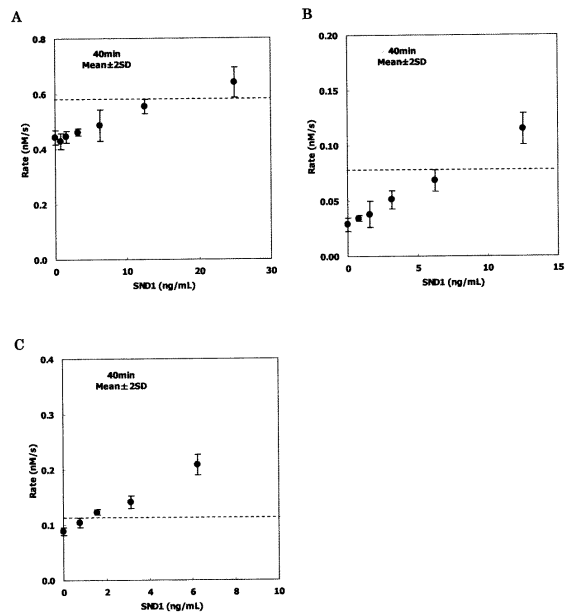 A
0.8
0.6
0.4
0.2
0.0
Rate (nM/s)
40min
Mean±2SD
0
10
20
30
SND1 (ng/mL)
B
0.20
0.15
0.10
0.05
0.00
Rate (nM/s)
40min
Mean±2SD
0
5
10
15
SND1 (ng/mL)
C
0.4
0.3
0.2
0.1
0.0
Rate (nM/s)
40min
Mean±2SD
0
2
4
6
8
10
SND1 (ng/mL)